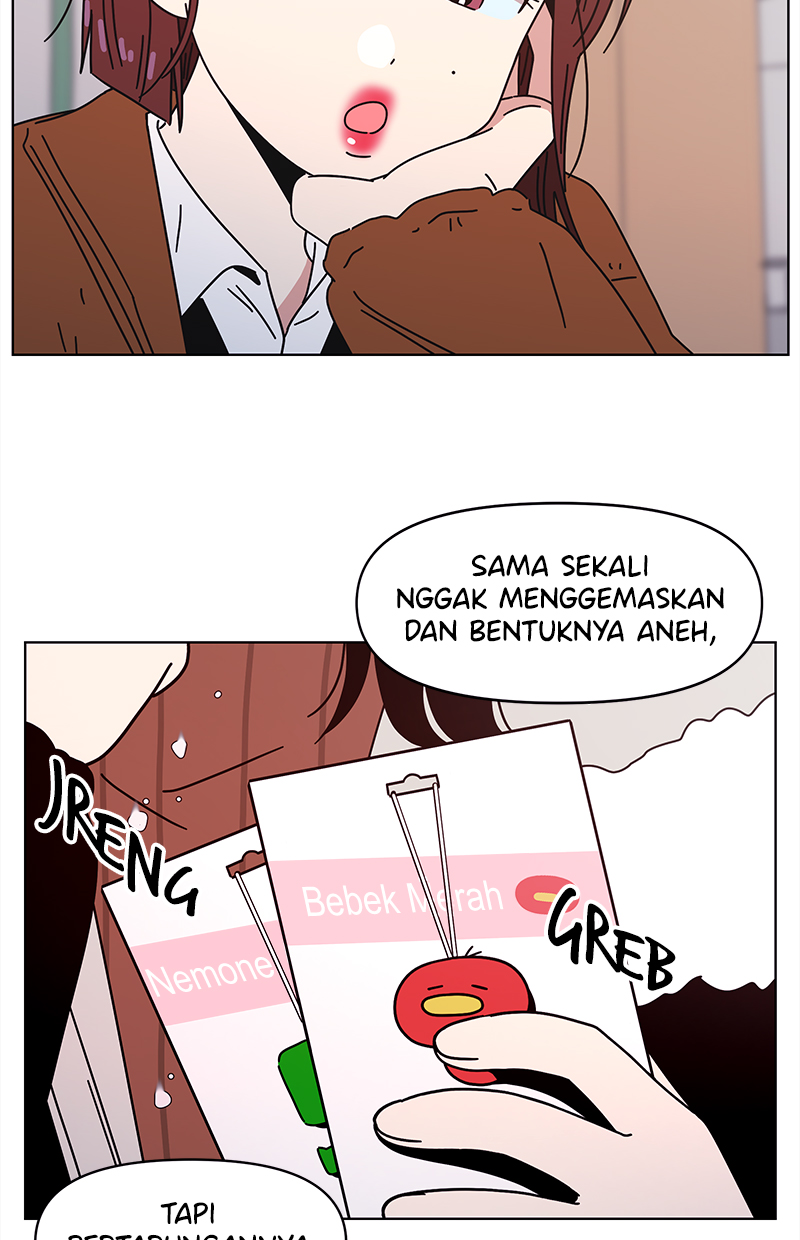 SAMA SEKALI
NGGAK MENGGEMASKAN
DAN BENTUKNYA ANEH,
JRENG
Bebek Merah
GREB
Nemone
TAPI